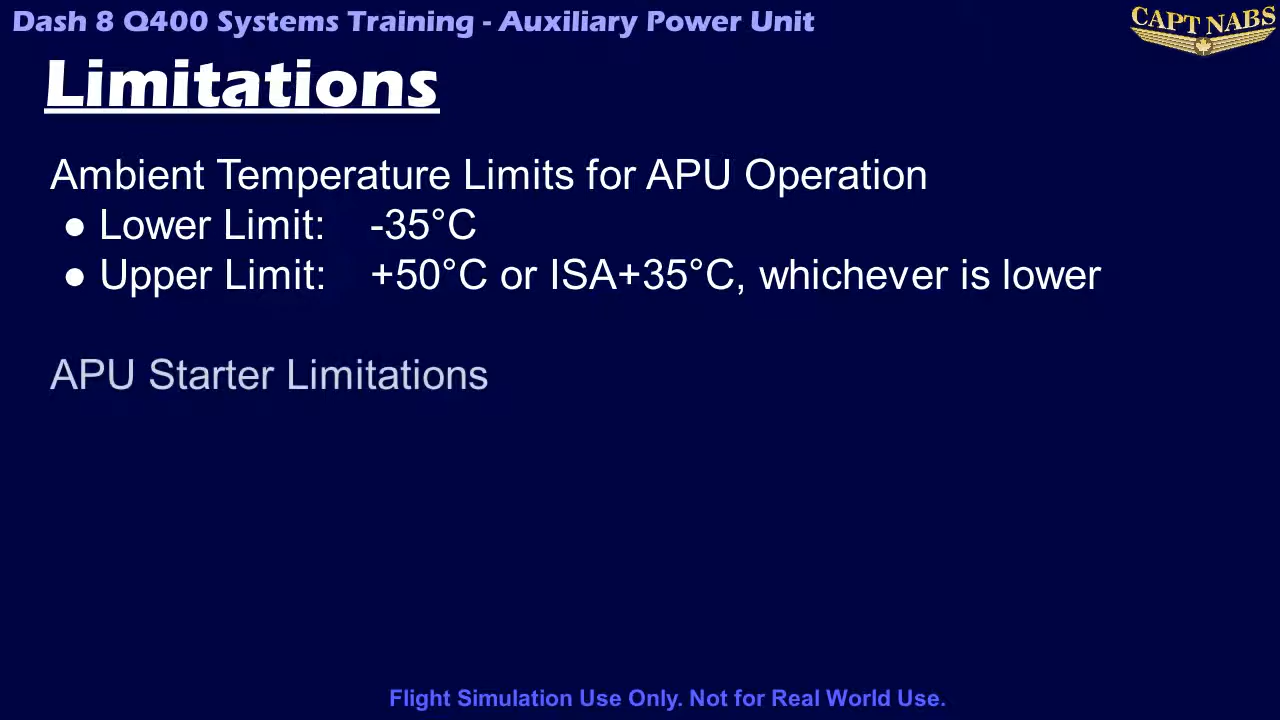 Dash 8 Q400 Systems Training - Auxiliary Power Unit
CAPT NABS
Limitations
Ambient Temperature Limits for APU Operation
● Lower Limit: -35°C
● Upper Limit: +50°C or ISA+35°C, whichever is lower
APU Starter Limitations
Flight Simulation Use Only. Not for Real World Use.